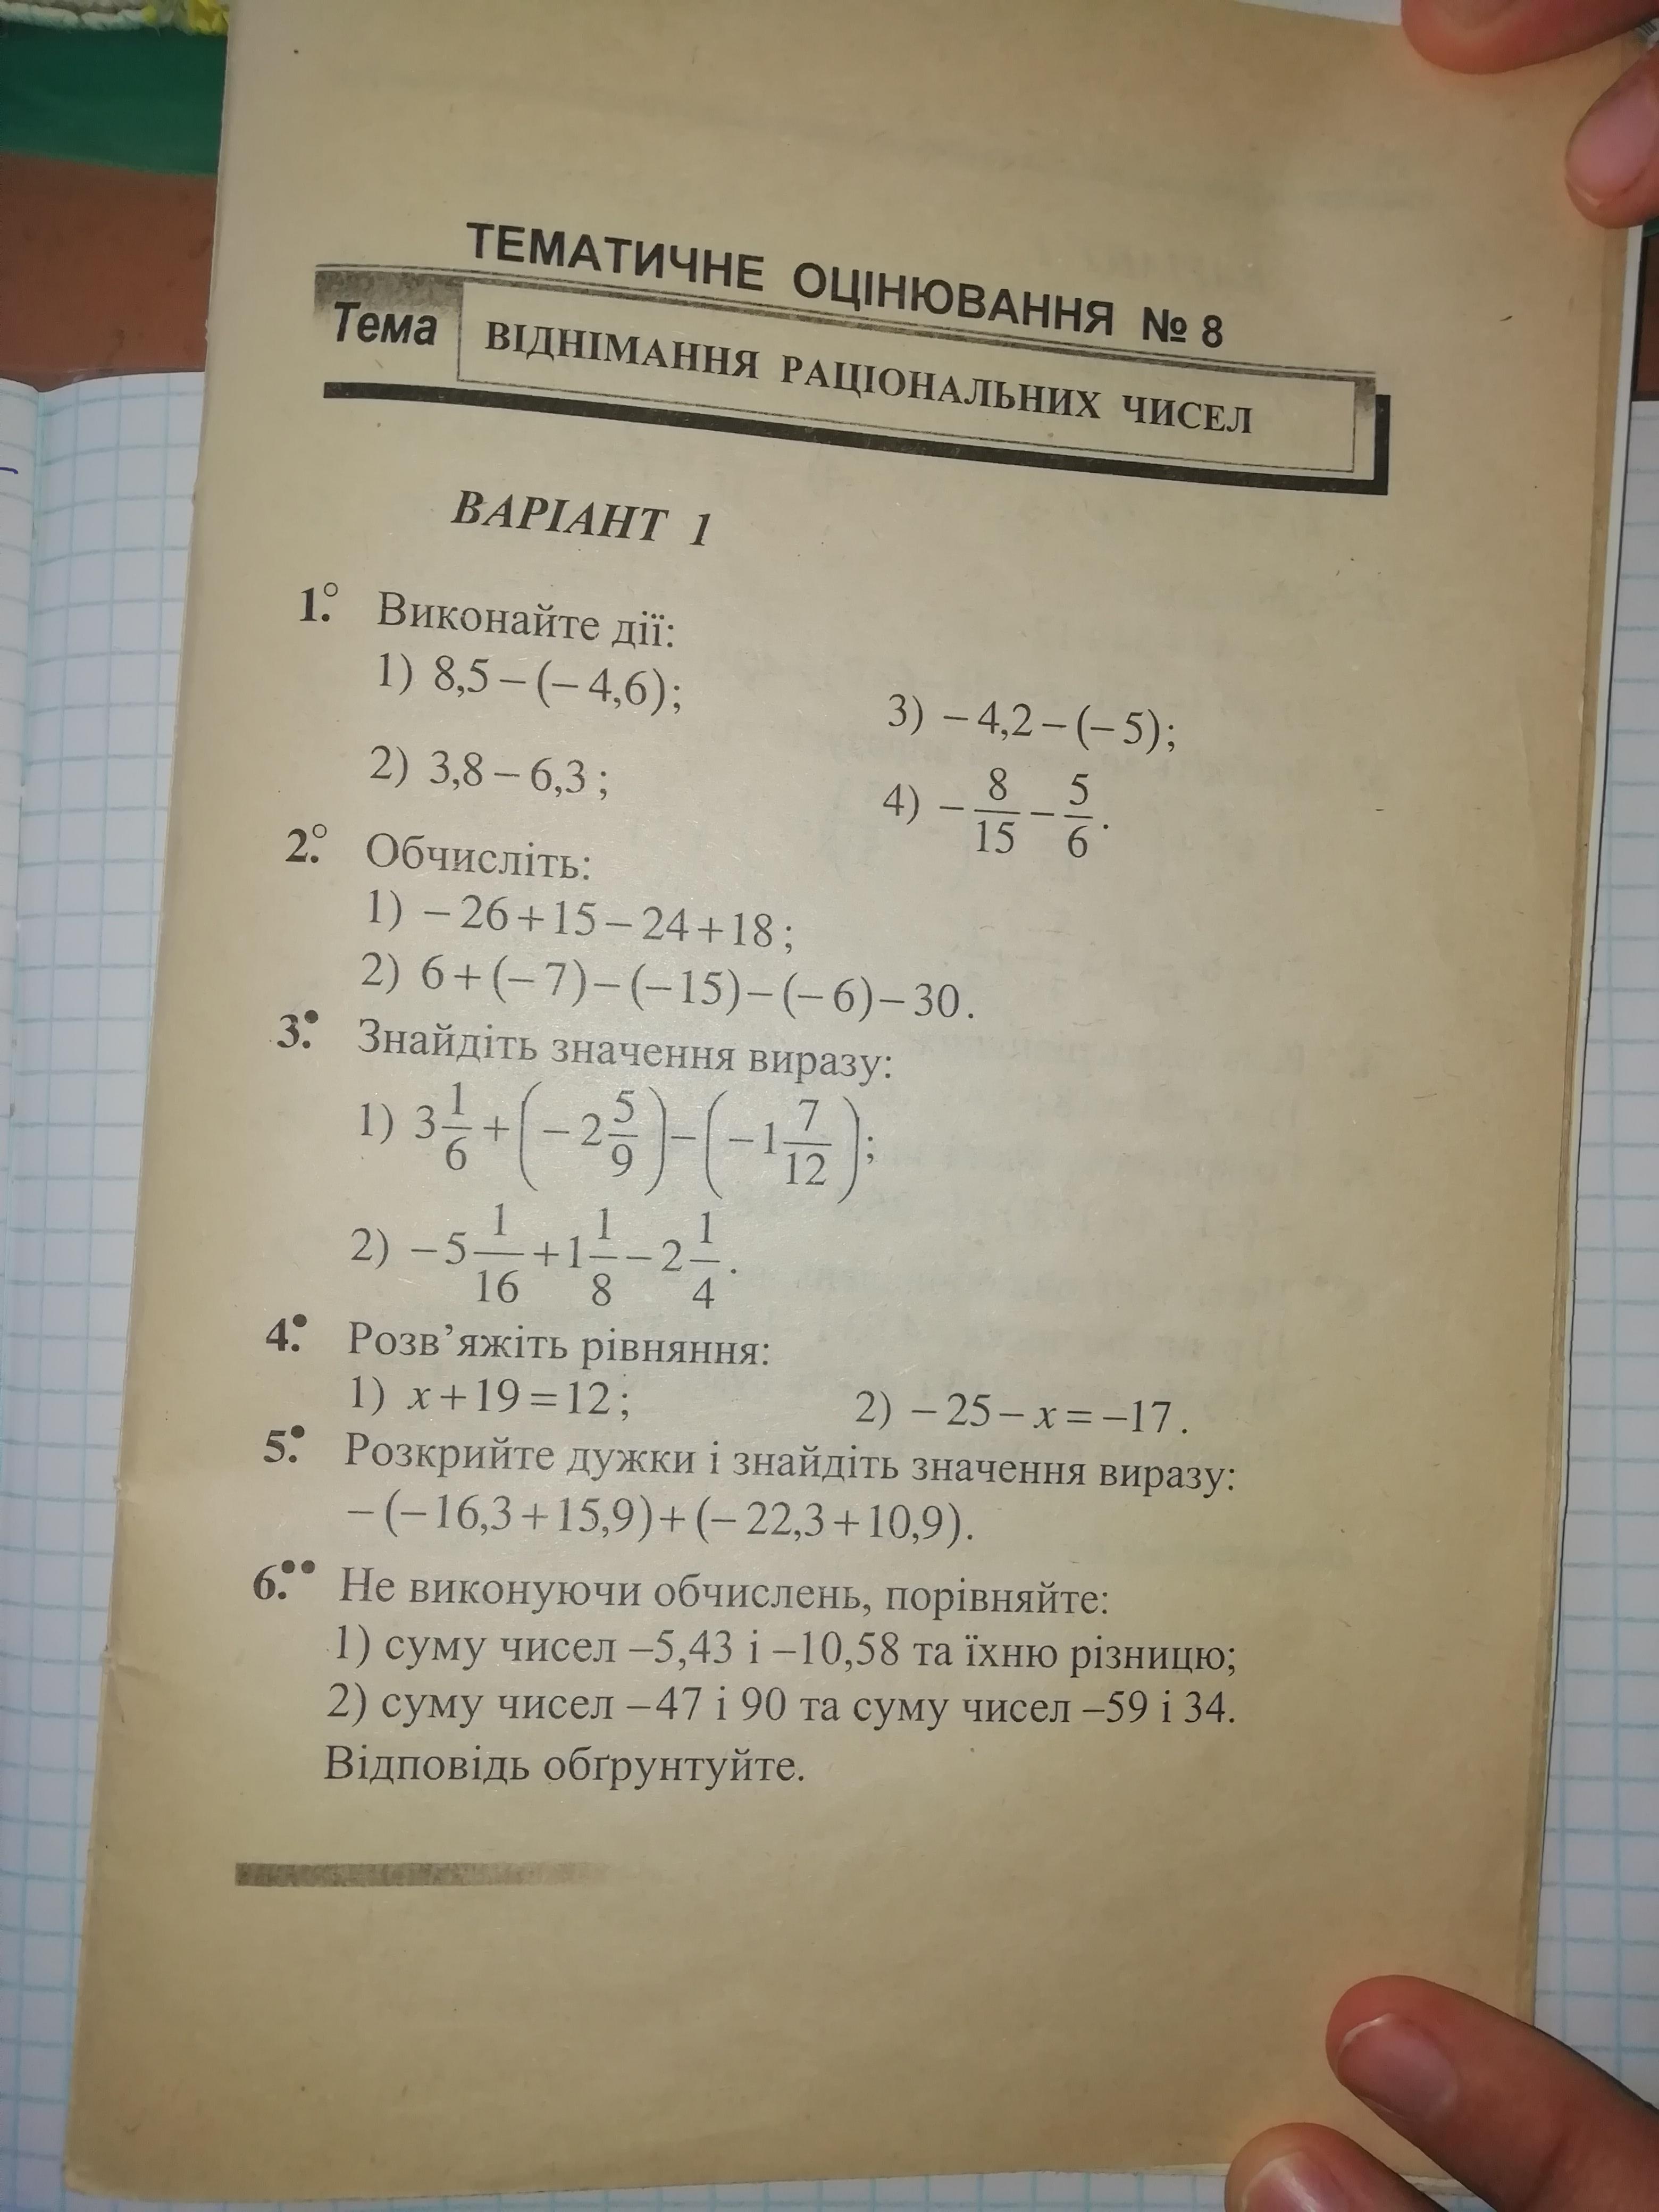 ТЕМАТИЧНЕ ОЦІНЮВАННЯ № 8
Тема ВІДНІМАННЯ РАЦІОНАЛЬНИХ ЧИСЕЛ
ВАРІАНТ 1
1.° Виконайте дії:
1) 8,5 – (– 4,6); 3) – 4,2 – (– 5);
2) 3,8 – 6,3 ; 4) – 8/15 – 5/6 .
2.° Обчисліть:
1) – 26 + 15 – 24 + 18 ;
2) 6 + (– 7) – (– 15) – (– 6) – 30 .
3.• Знайдіть значення виразу:
1) 3 1/6 + (– 2 5/9) – (– 1 7/12);
2) – 5 1/16 + 1 1/8 – 2 1/4 .
4.• Розв’яжіть рівняння:
1) x + 19 = 12 ; 2) – 25 – x = –17 .
5.• Розкрийте дужки і знайдіть значення виразу:
– (– 16,3 + 15,9) + (– 22,3 + 10,9).
6.•• Не виконуючи обчислень, порівняйте:
1) суму чисел –5,43 і –10,58 та їхню різницю;
2) суму чисел –47 і 90 та суму чисел –59 і 34.
Відповідь обґрунтуйте.